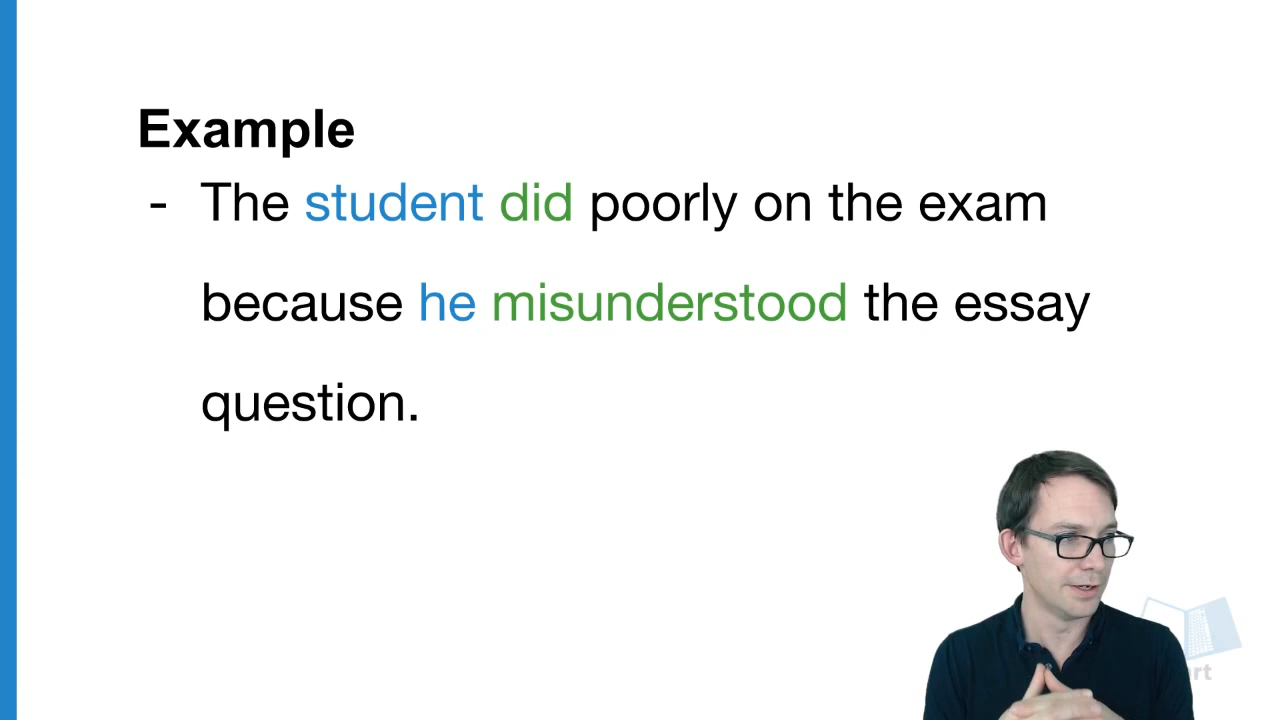 Example
- The student did poorly on the exam
because he misunderstood the essay
question.